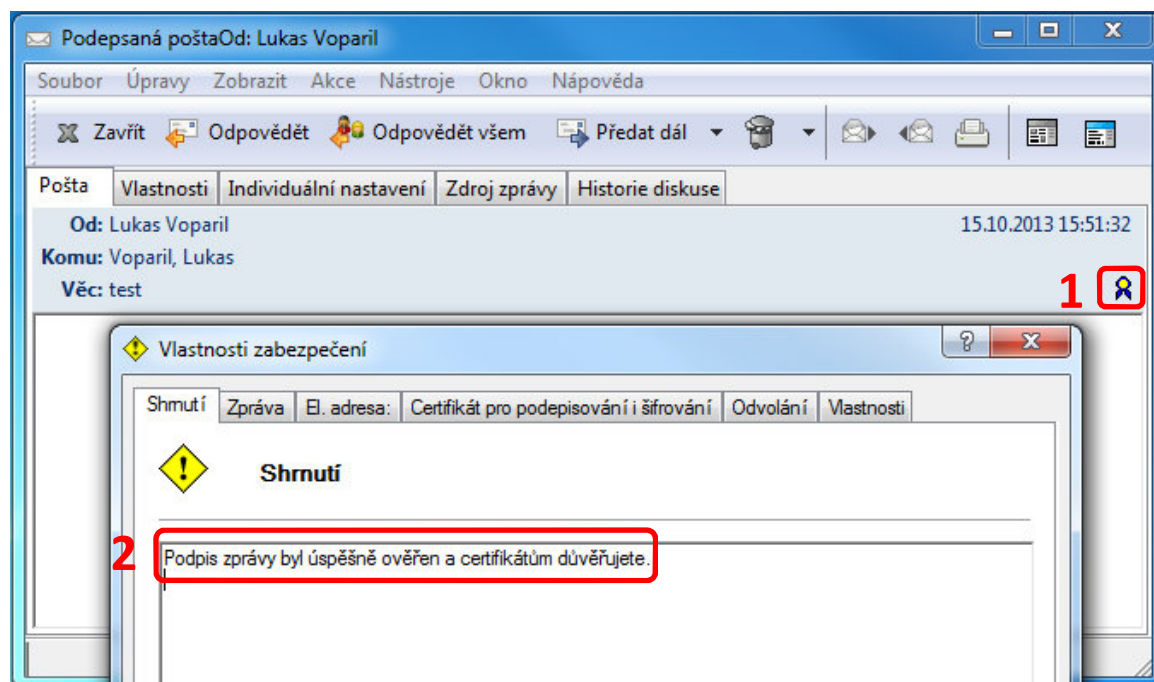 Podepsaná poštaOd: Lukas Voparil
Soubor Úpravy Zobrazit Akce Nástroje Okno Nápověda
Zavřít Odpovědět Odpovědět všem Předat dál
Pošta Vlastnosti Individuální nastavení Zdroj zprávy Historie diskuse
Od: Lukas Voparil 15.10.2013 15:51:32
Komu: Voparil, Lukas
Věc: test 1
Vlastnosti zabezpečení
Shrnutí Zpráva El. adresa: Certifikát pro podepisování i šifrování Odvolání Vlastnosti
Shrnutí
2 Podpis zprávy byl úspěšně ověřen a certifikátům důvěřujete.